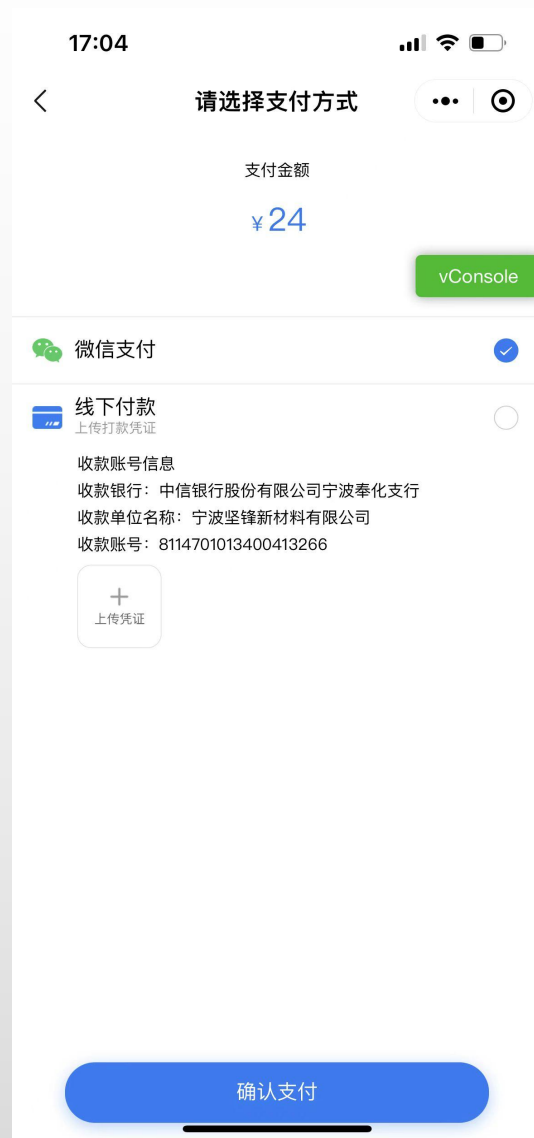 17:04
请选择支付方式
支付金额
¥24
vConsole
微信支付
线下付款
上传打款凭证
收款账号信息
收款银行：中信银行股份有限公司宁波奉化支行
收款单位名称：宁波坚锋新材料有限公司
收款账号：8114701013400413266
上传凭证
确认支付